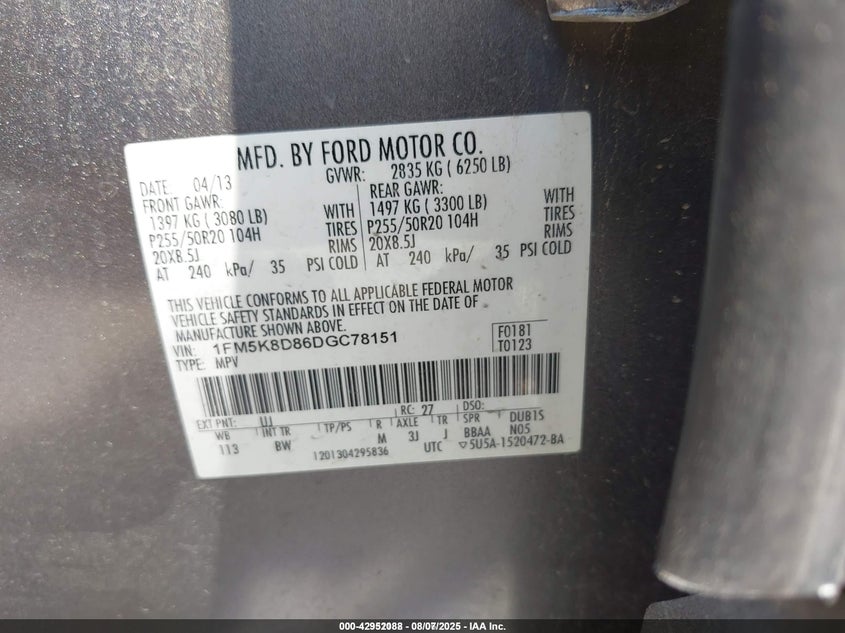 MFD. BY FORD MOTOR CO.
DATE: 04/13 GVWR: 2835 KG ( 6250 LB)
FRONT GAWR: REAR GAWR:
1397 KG ( 3080 LB) WITH 1497 KG ( 3300 LB) WITH
P255/50R20 104H TIRES P255/50R20 104H TIRES
20X8.5J RIMS 20X8.5J RIMS
AT 240 kPa/ 35 PSI COLD AT 240 kPa/ 35 PSI COLD
THIS VEHICLE CONFORMS TO ALL APPLICABLE FEDERAL MOTOR
VEHICLE SAFETY STANDARDS IN EFFECT ON THE DATE OF
MANUFACTURE SHOWN ABOVE.
VIN: 1FM5K8D86DGC78151 F0181
TYPE: MPV T0123
EXT PNT: UJ RC: 27 DSO:
WB INT TR TP/PS R AXLE TR SPR DUB1S
113 BW M 3J J BBAA N05
1201304295836 UTC ▽5U5A-1520472-BA
000-42952088 - 08/07/2025 - IAA Inc.